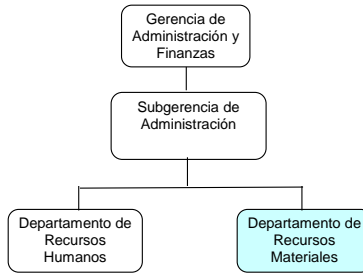 Gerencia de
Administración y
Finanzas
Subgerencia de
Administración
Departamento de
Recursos
Humanos
Departamento de
Recursos
Materiales